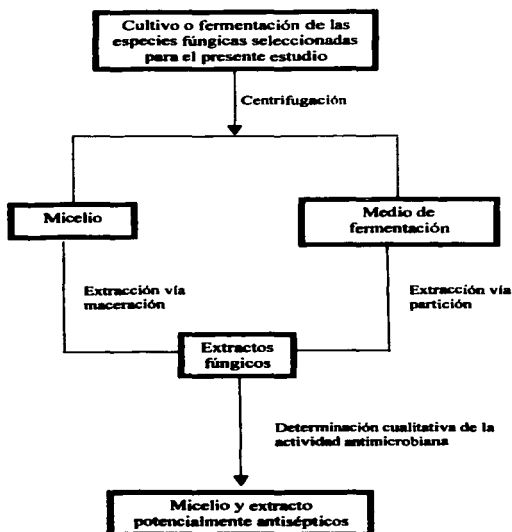 Cultivo o fermentación de las
especies fúngicas seleccionadas
para el presente estudio
Centrifugación
Micelio
Medio de
fermentación
Extracción vía
maceración
Extracción vía
partición
Extractos
fúngicos
Determinación cualitativa de la
actividad antimicrobiana
Micelio y extracto
potencialmente antisépticos